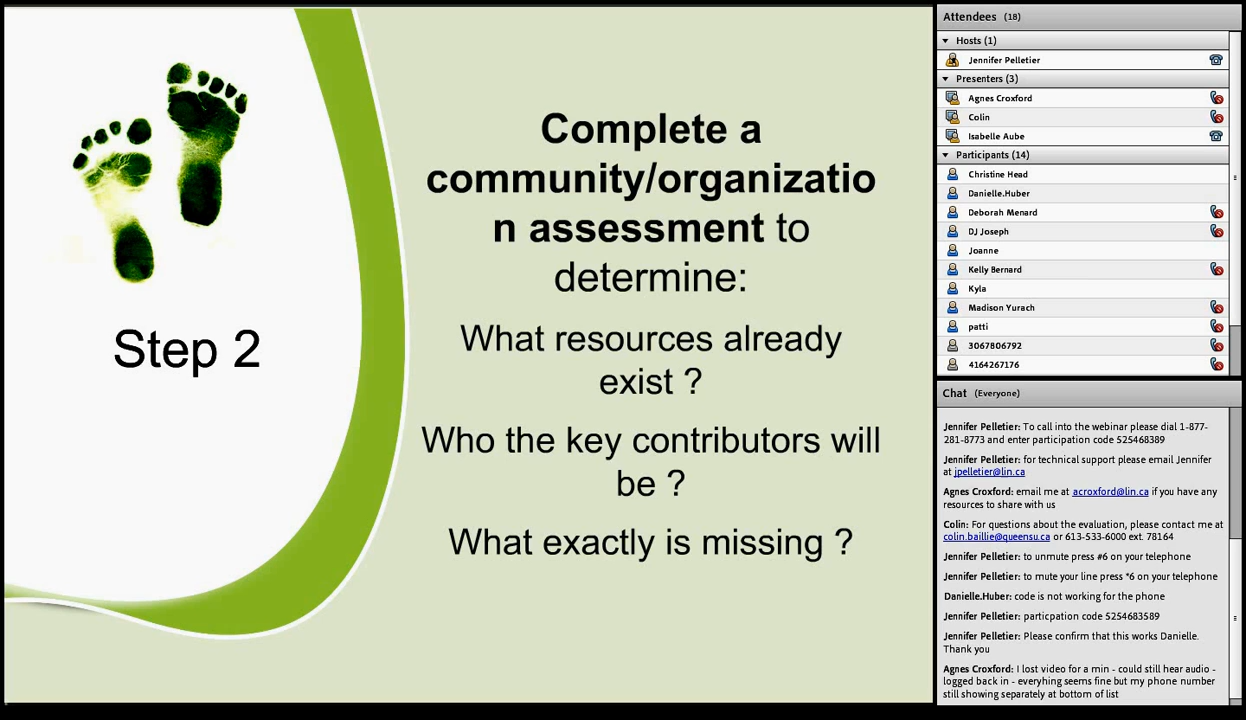 Step 2
Complete a
community/organizatio
n assessment to
determine:
What resources already
exist ?
Who the key contributors will
be ?
What exactly is missing ?
Attendees (18)
Hosts (1)
Jennifer Pelletier
Presenters (3)
Agnes Croxford
Colin
Isabelle Aube
Participants (14)
Christine Head
Danielle.Huber
Deborah Menard
DJ Joseph
Joanne
Kelly Bernard
Kyla
Madison Yurach
patti
3067806792
4164267176
Chat (Everyone)
Jennifer Pelletier: To call into the webinar please dial 1-877-
281-8773 and enter particpation code 525468389
Jennifer Pelletier: for technical support please email Jennifer
at jpelletier@lin.ca
Agnes Croxford: email me at acroxford@lin.ca if you have any
resources to share with us
Colin: For questions about the evaluation, please contact me at
colin.baillie@queensu.ca or 613-533-6000 ext. 78164
Jennifer Pelletier: to unmute press #6 on your telephone
Jennifer Pelletier: to mute your line press *6 on your telephone
Danielle.Huber: code is not working for the phone
Jennifer Pelletier: particpation code 5254683589
Jennifer Pelletier: Please confirm that this works Danielle.
Thank you
Agnes Croxford: I lost video for a min - could still hear audio -
logged back in - everyhing seems fine but my phone number
still showing separately at bottom of list